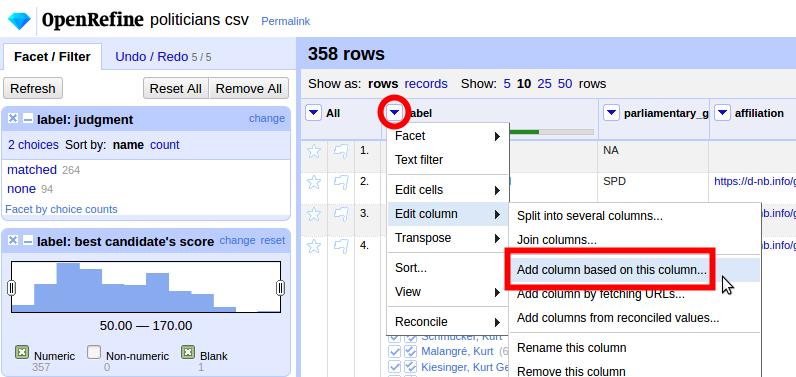 OpenRefine politicians csv Permalink
Facet / Filter Undo / Redo 5 / 5
Refresh Reset All Remove All
label: judgment change
2 choices Sort by: name count
matched 264
none 94
Facet by choice counts
label: best candidate's score change reset
50.00 — 170.00
Numeric Non-numeric Blank
357 0 1
358 rows
Show as: rows records Show: 5 10 25 50 rows
All label parliamentary_g affiliation
1. NA
2. SPD https://d-nb.info/g
3.
4.
Facet
Text filter
Edit cells
Edit column
Transpose
Sort...
View
Reconcile
Split into several columns...
Join columns...
Add column based on this column...
Add column by fetching URLs...
Add columns from reconciled values...
Rename this column
Remove this column
Schmücker, Kurt
Malangré, Kurt (6
Kiesinger, Kurt Ge